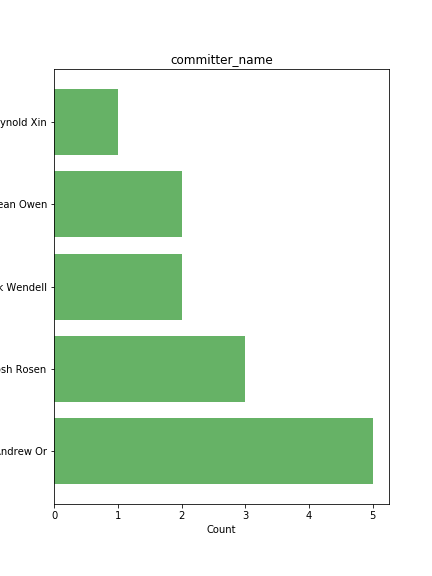 committer_name
ynold Xin
ean Owen
k Wendell
sh Rosen
Andrew Or
0 1 2 3 4 5
Count